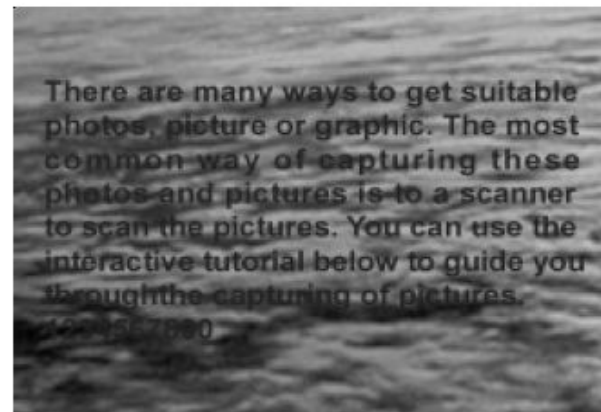 There are many ways to get suitable
photos, picture or graphic. The most
common way of capturing these
photos and pictures is to a scanner
to scan the pictures. You can use the
interactive tutorial below to guide you
throughthe capturing of pictures.
1234567890